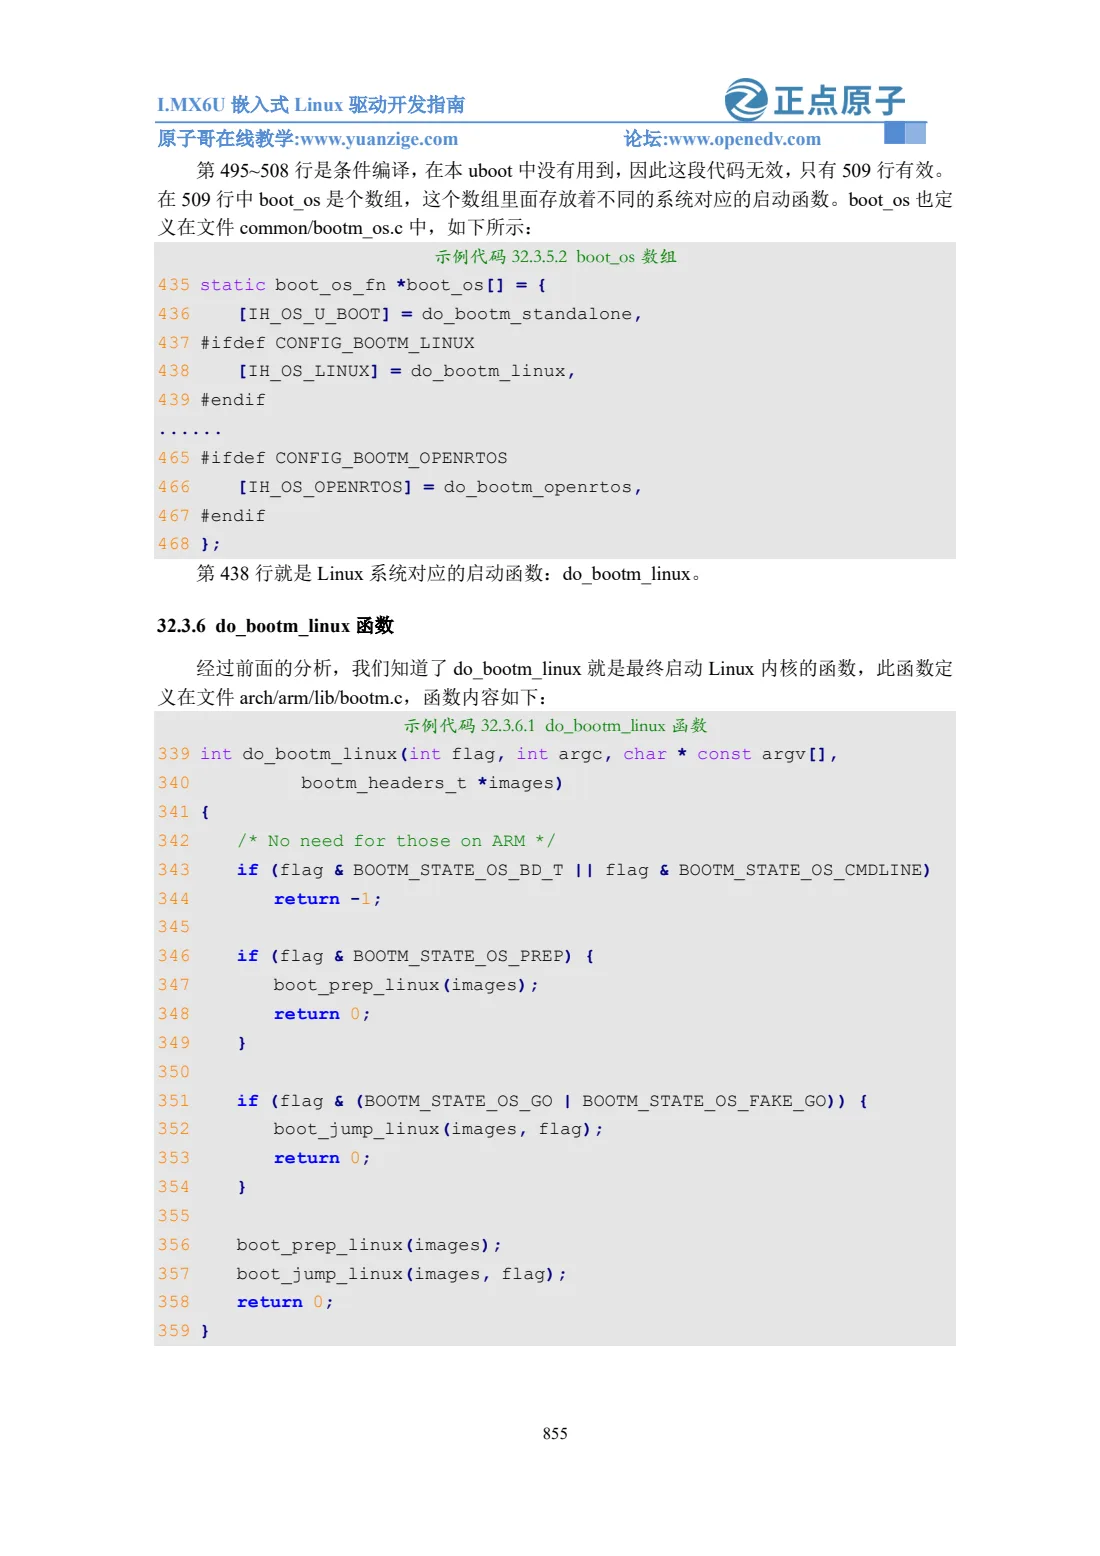 I.MX6U 嵌入式 Linux 驱动开发指南
正点原子
原子哥在线教学:www.yuanzige.com 论坛:www.openedv.com
第 495~508 行是条件编译，在本 uboot 中没有用到，因此这段代码无效，只有 509 行有效。
在 509 行中 boot_os 是个数组，这个数组里面存放着不同的系统对应的启动函数。boot_os 也定
义在文件 common/bootm_os.c 中，如下所示：
示例代码 32.3.5.2 boot_os 数组
435 static boot_os_fn *boot_os[] = {
436 [IH_OS_U_BOOT] = do_bootm_standalone,
437 #ifdef CONFIG_BOOTM_LINUX
438 [IH_OS_LINUX] = do_bootm_linux,
439 #endif
......
465 #ifdef CONFIG_BOOTM_OPENRTOS
466 [IH_OS_OPENRTOS] = do_bootm_openrtos,
467 #endif
468 };
第 438 行就是 Linux 系统对应的启动函数：do_bootm_linux。
32.3.6 do_bootm_linux 函数
经过前面的分析，我们知道了 do_bootm_linux 就是最终启动 Linux 内核的函数，此函数定
义在文件 arch/arm/lib/bootm.c，函数内容如下：
示例代码 32.3.6.1 do_bootm_linux 函数
339 int do_bootm_linux(int flag, int argc, char * const argv[],
340 bootm_headers_t *images)
341 {
342 /* No need for those on ARM */
343 if (flag & BOOTM_STATE_OS_BD_T || flag & BOOTM_STATE_OS_CMDLINE)
344 return -1;
345
346 if (flag & BOOTM_STATE_OS_PREP) {
347 boot_prep_linux(images);
348 return 0;
349 }
350
351 if (flag & (BOOTM_STATE_OS_GO | BOOTM_STATE_OS_FAKE_GO)) {
352 boot_jump_linux(images, flag);
353 return 0;
354 }
355
356 boot_prep_linux(images);
357 boot_jump_linux(images, flag);
358 return 0;
359 }
855